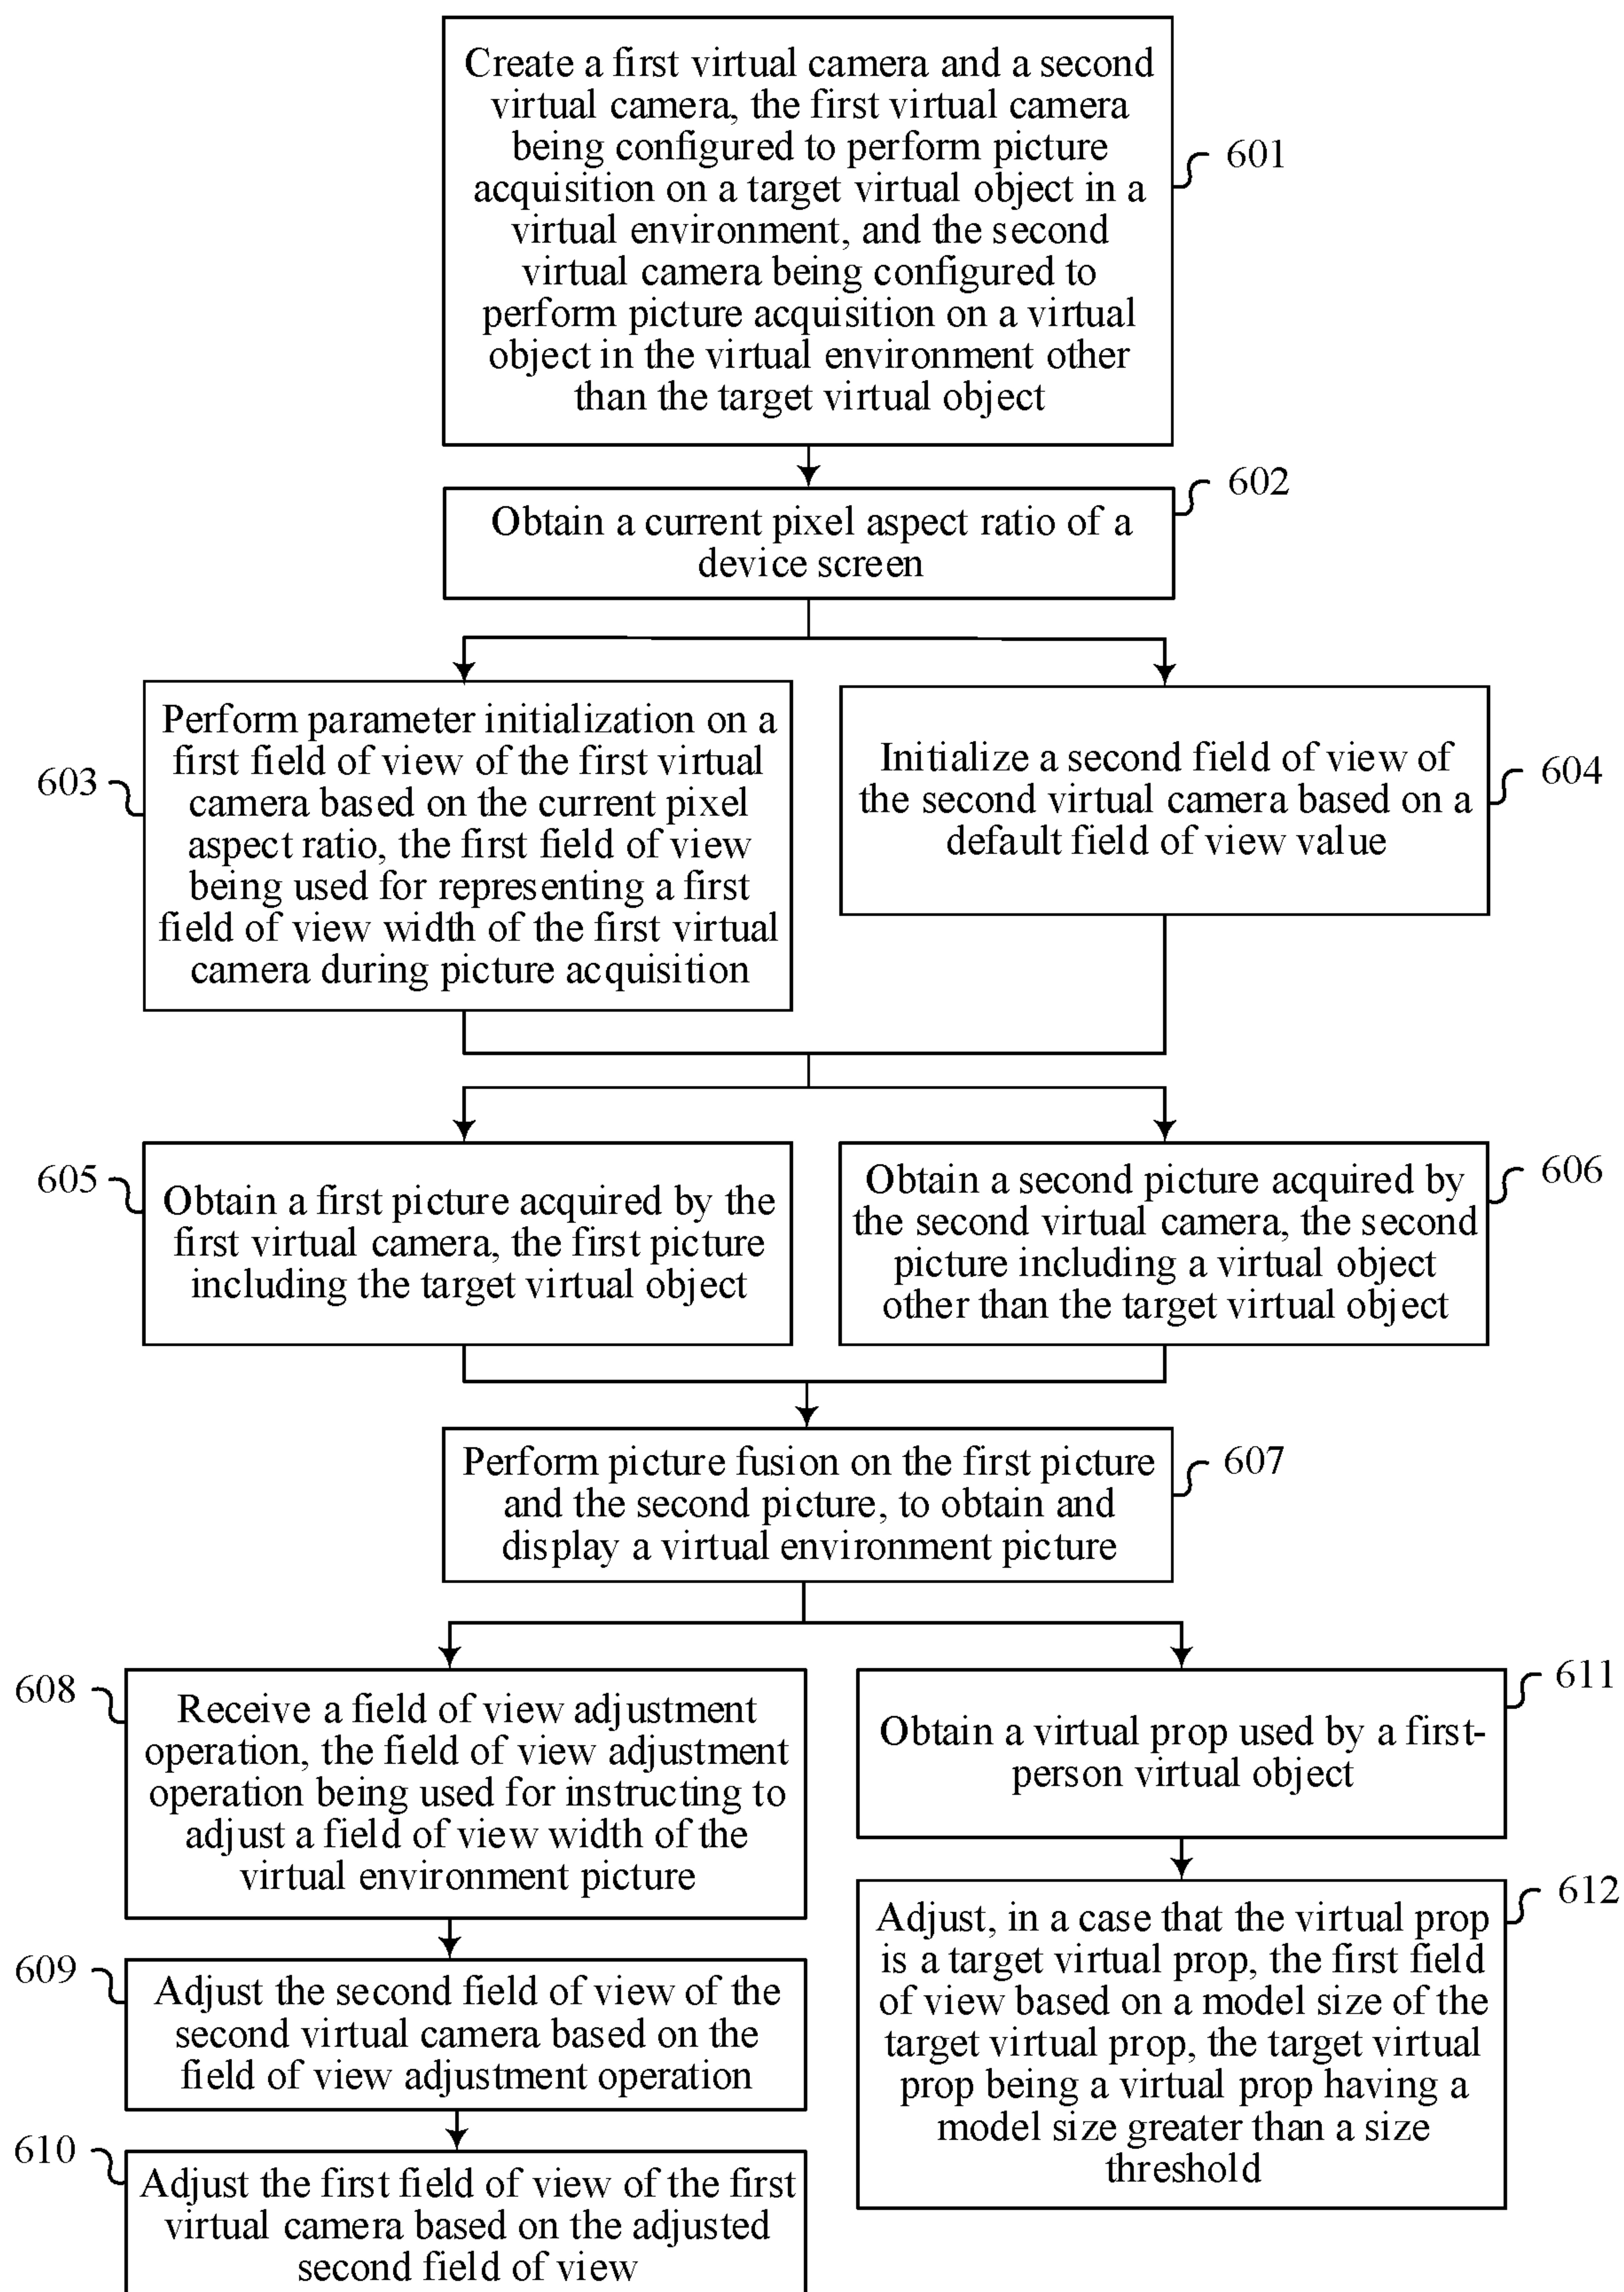 Create a first virtual camera and a second
virtual camera, the first virtual camera
being configured to perform picture
acquisition on a target virtual object in a
virtual environment, and the second
virtual camera being configured to
perform picture acquisition on a virtual
object in the virtual environment other
than the target virtual object
601
602
Obtain a current pixel aspect ratio of a
device screen
603
Perform parameter initialization on a
first field of view of the first virtual
camera based on the current pixel
aspect ratio, the first field of view
being used for representing a first
field of view width of the first virtual
camera during picture acquisition
Initialize a second field of view of
the second virtual camera based on a
default field of view value
604
605
Obtain a first picture acquired by the
first virtual camera, the first picture
including the target virtual object
Obtain a second picture acquired by
the second virtual camera, the second
picture including a virtual object
other than the target virtual object
606
Perform picture fusion on the first picture
and the second picture, to obtain and
display a virtual environment picture
607
608
Receive a field of view adjustment
operation, the field of view adjustment
operation being used for instructing to
adjust a field of view width of the
virtual environment picture
609
Adjust the second field of view of the
second virtual camera based on the
field of view adjustment operation
610
Adjust the first field of view of the first
virtual camera based on the adjusted
second field of view
611
Obtain a virtual prop used by a first-
person virtual object
612
Adjust, in a case that the virtual prop
is a target virtual prop, the first field
of view based on a model size of the
target virtual prop, the target virtual
prop being a virtual prop having a
model size greater than a size
threshold